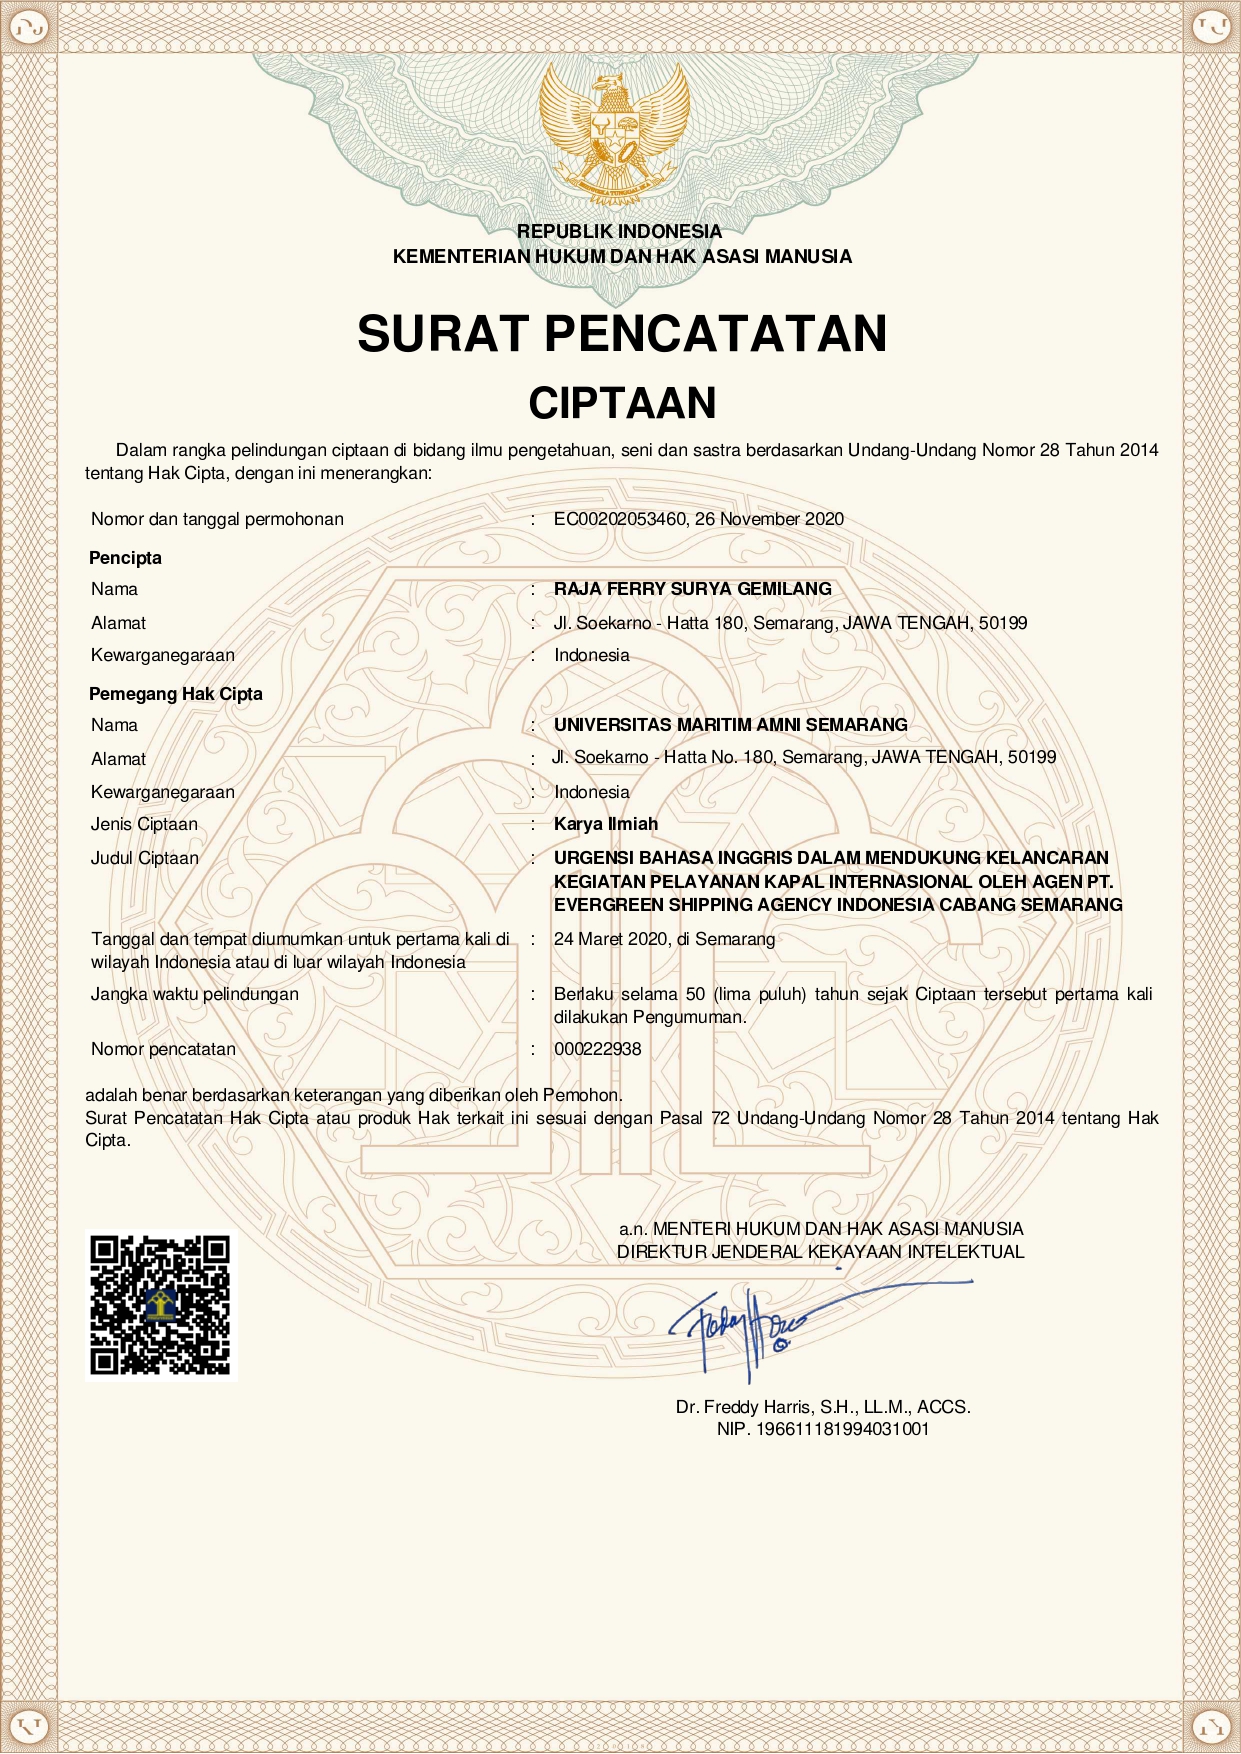 REPUBLIK INDONESIA
KEMENTERIAN HUKUM DAN HAK ASASI MANUSIA
SURAT PENCATATAN
CIPTAAN
Dalam rangka pelindungan ciptaan di bidang ilmu pengetahuan, seni dan sastra berdasarkan Undang-Undang Nomor 28 Tahun 2014
tentang Hak Cipta, dengan ini menerangkan:
Nomor dan tanggal permohonan : EC00202053460, 26 November 2020
Pencipta
Nama : RAJA FERRY SURYA GEMILANG
Alamat : Jl. Soekarno - Hatta 180, Semarang, JAWA TENGAH, 50199
Kewarganegaraan : Indonesia
Pemegang Hak Cipta
Nama : UNIVERSITAS MARITIM AMNI SEMARANG
Alamat : Jl. Soekarno - Hatta No. 180, Semarang, JAWA TENGAH, 50199
Kewarganegaraan : Indonesia
Jenis Ciptaan : Karya Ilmiah
Judul Ciptaan : URGENSI BAHASA INGGRIS DALAM MENDUKUNG KELANCARAN
KEGIATAN PELAYANAN KAPAL INTERNASIONAL OLEH AGEN PT.
EVERGREEN SHIPPING AGENCY INDONESIA CABANG SEMARANG
Tanggal dan tempat diumumkan untuk pertama kali di : 24 Maret 2020, di Semarang
wilayah Indonesia atau di luar wilayah Indonesia
Jangka waktu pelindungan : Berlaku selama 50 (lima puluh) tahun sejak Ciptaan tersebut pertama kali
dilakukan Pengumuman.
Nomor pencatatan : 000222938
adalah benar berdasarkan keterangan yang diberikan oleh Pemohon.
Surat Pencatatan Hak Cipta atau produk Hak terkait ini sesuai dengan Pasal 72 Undang-Undang Nomor 28 Tahun 2014 tentang Hak
Cipta.
a.n. MENTERI HUKUM DAN HAK ASASI MANUSIA
DIREKTUR JENDERAL KEKAYAAN INTELEKTUAL
Dr. Freddy Harris, S.H., LL.M., ACCS.
NIP. 196611181994031001